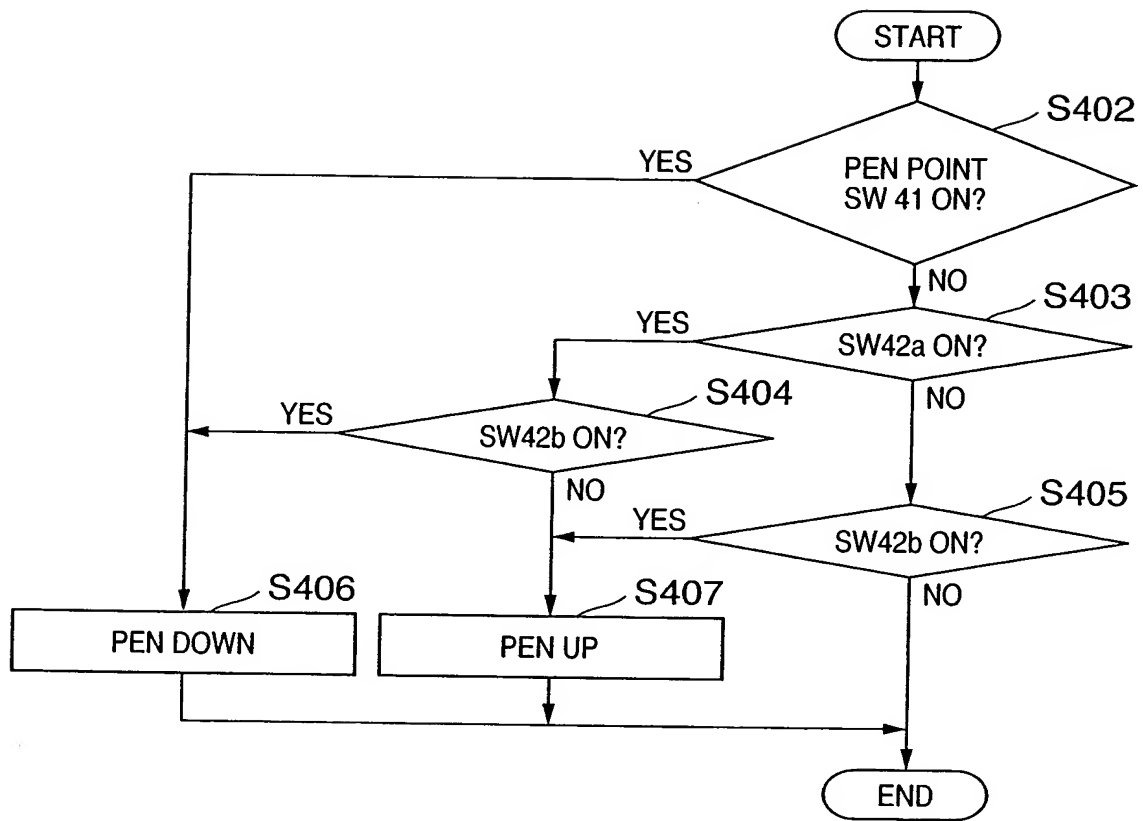 START
S402
YES
PEN POINT
SW 41 ON?
NO
S403
YES
SW42a ON?
NO
S404
YES
SW42b ON?
NO
S405
YES
SW42b ON?
NO
S406
PEN DOWN
S407
PEN UP
END